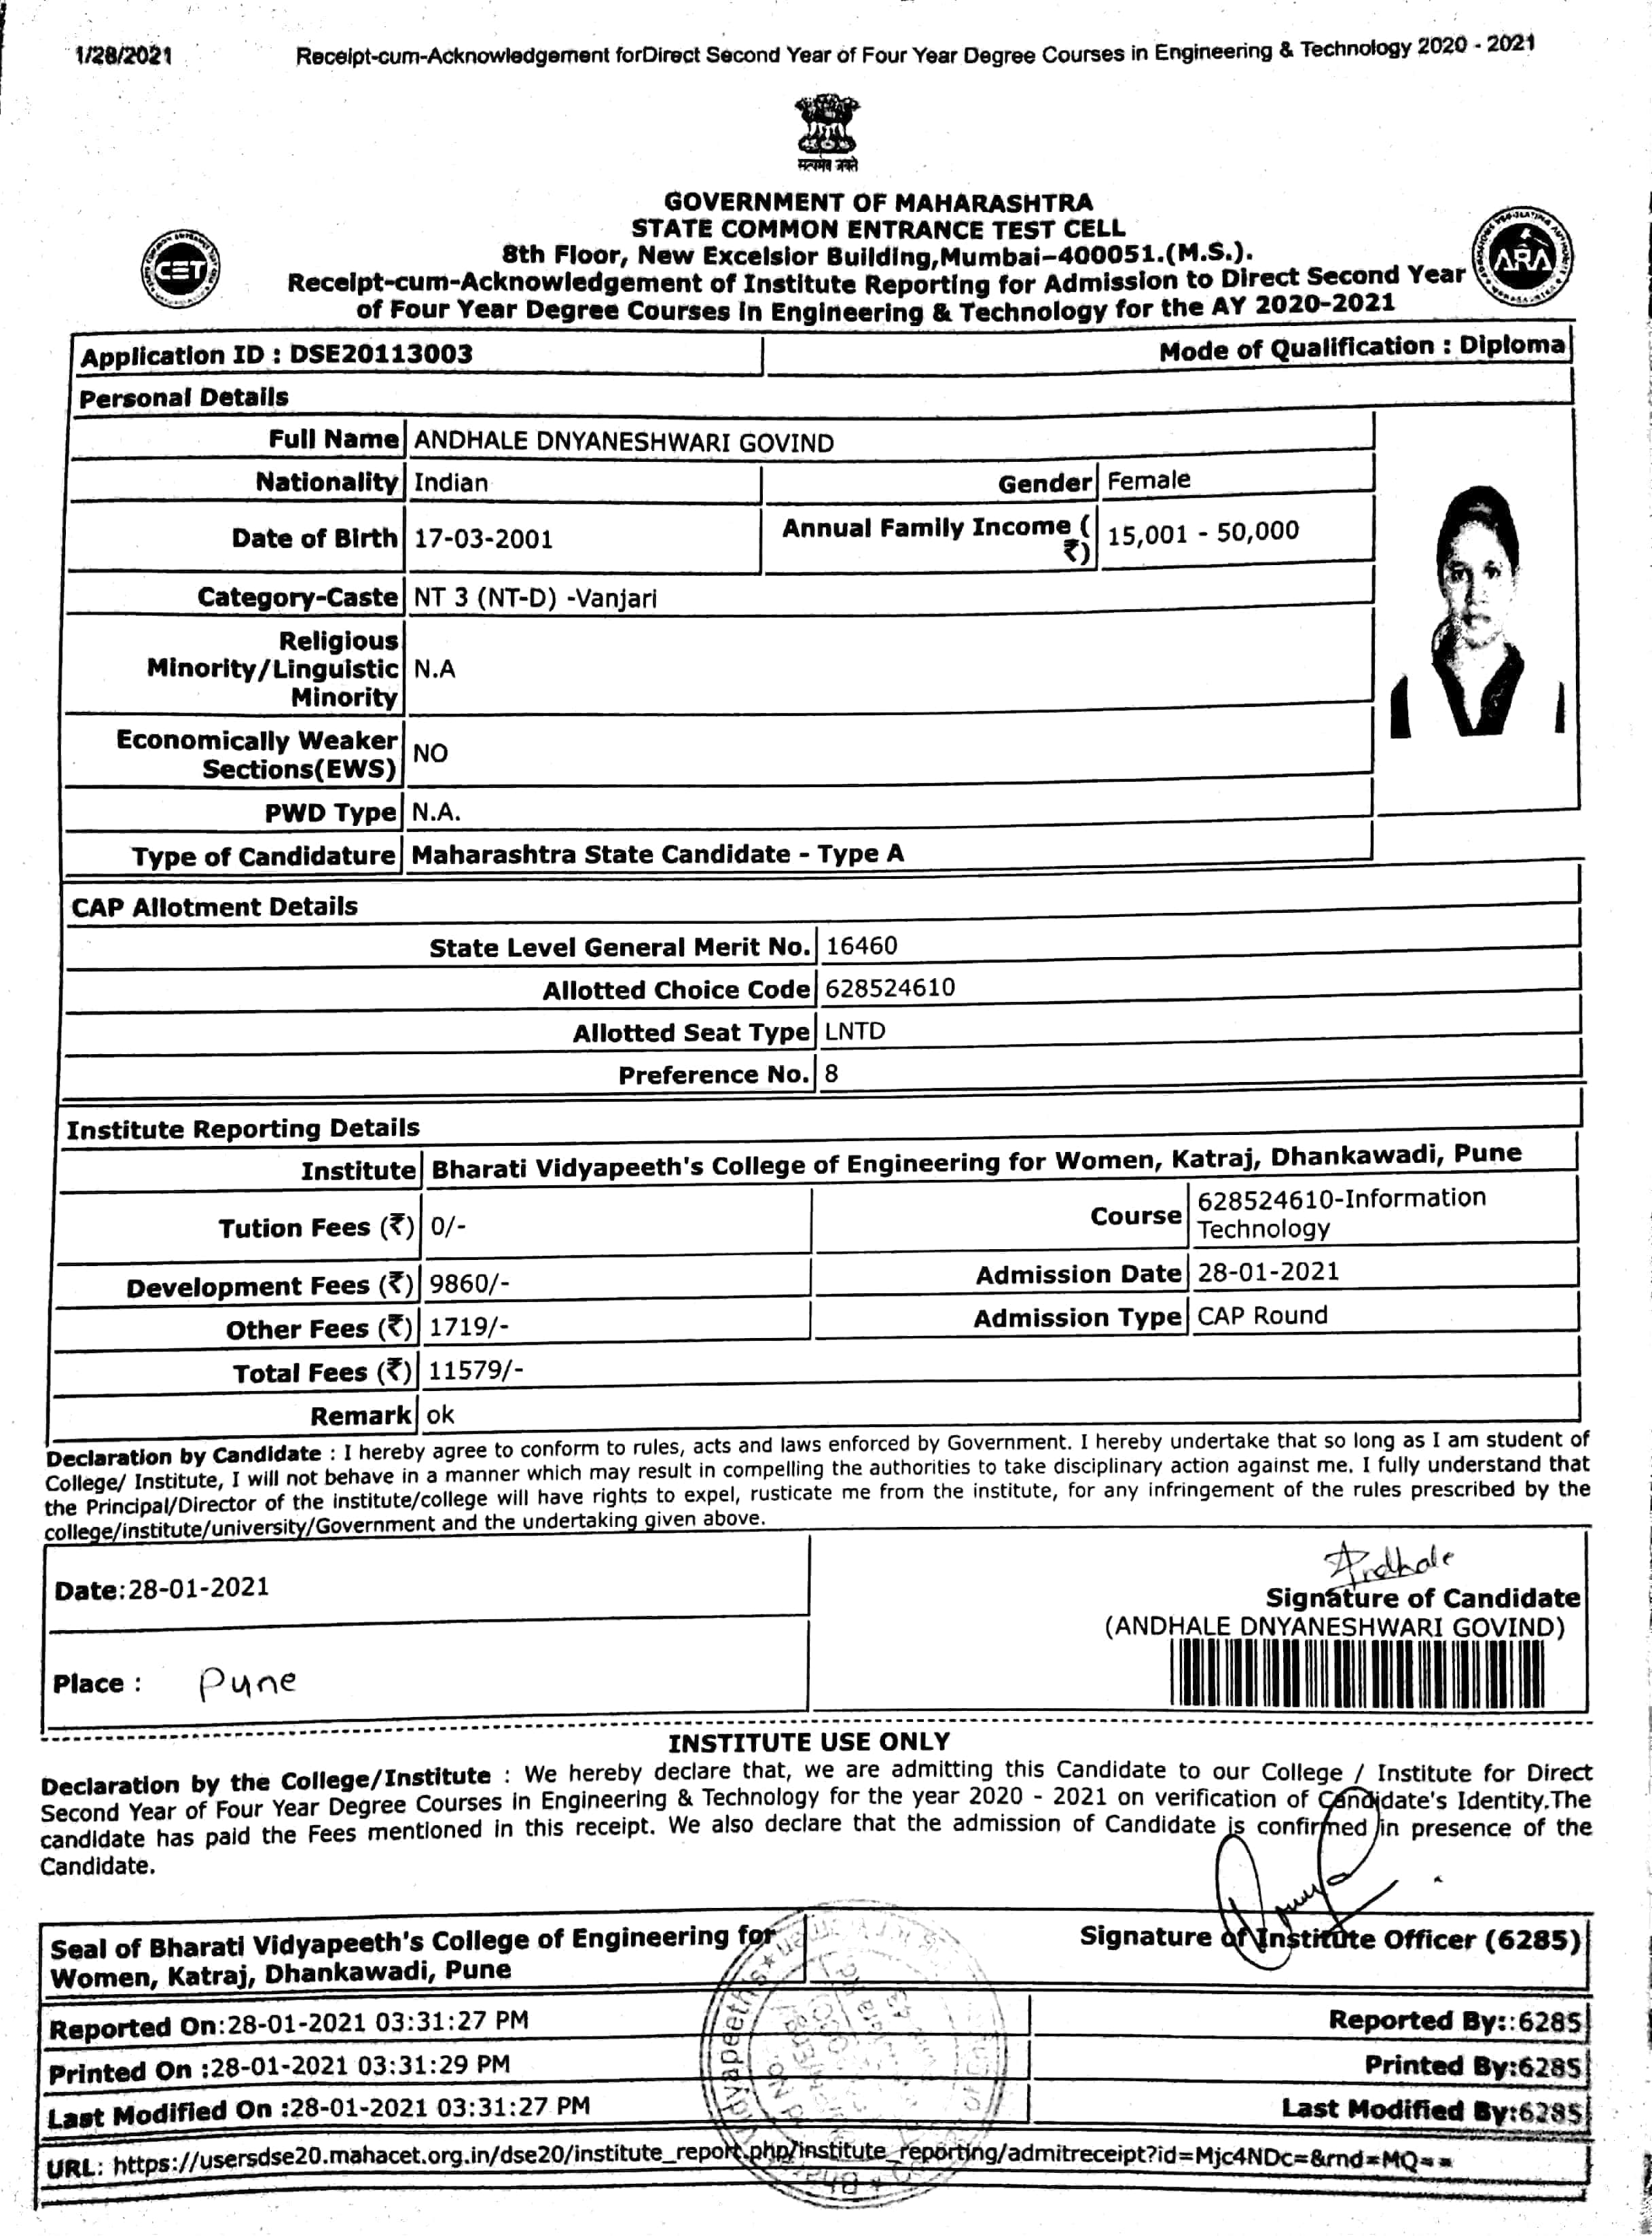 1/28/2021 Receipt-cum-Acknowledgement forDirect Second Year of Four Year Degree Courses in Engineering & Technology 2020 - 2021
सत्यमेव जयते
GOVERNMENT OF MAHARASHTRA
STATE COMMON ENTRANCE TEST CELL
8th Floor, New Excelsior Building,Mumbai-400051.(M.S.).
Receipt-cum-Acknowledgement of Institute Reporting for Admission to Direct Second Year
of Four Year Degree Courses in Engineering & Technology for the AY 2020-2021
CET
ARA
Application ID : DSE20113003 Mode of Qualification : Diploma
Personal Details
Full Name ANDHALE DNYANESHWARI GOVIND
Nationality Indian Gender Female
Date of Birth 17-03-2001 Annual Family Income (
₹) 15,001 - 50,000
Category-Caste NT 3 (NT-D) -Vanjari
Religious
Minority/Linguistic N.A
Minority
Economically Weaker
Sections(EWS) NO
PWD Type N.A.
Type of Candidature Maharashtra State Candidate - Type A
CAP Allotment Details
State Level General Merit No. 16460
Allotted Choice Code 628524610
Allotted Seat Type LNTD
Preference No. 8
Institute Reporting Details
Institute Bharati Vidyapeeth's College of Engineering for Women, Katraj, Dhankawadi, Pune
Tution Fees (₹) 0/- Course 628524610-Information
Technology
Development Fees (₹) 9860/- Admission Date 28-01-2021
Other Fees (₹) 1719/- Admission Type CAP Round
Total Fees (₹) 11579/-
Remark ok
Declaration by Candidate : I hereby agree to conform to rules, acts and laws enforced by Government. I hereby undertake that so long as I am student of
College/ Institute, I will not behave in a manner which may result in compelling the authorities to take disciplinary action against me. I fully understand that
the Principal/Director of the institute/college will have rights to expel, rusticate me from the institute, for any infringement of the rules prescribed by the
college/institute/university/Government and the undertaking given above.
Date:28-01-2021
Andhale
Signature of Candidate
(ANDHALE DNYANESHWARI GOVIND)
Place : Pune
INSTITUTE USE ONLY
Declaration by the College/Institute : We hereby declare that, we are admitting this Candidate to our College / Institute for Direct
Second Year of Four Year Degree Courses in Engineering & Technology for the year 2020 - 2021 on verification of Candidate's Identity.The
candidate has paid the Fees mentioned in this receipt. We also declare that the admission of Candidate is confirmed in presence of the
Candidate.
Seal of Bharati Vidyapeeth's College of Engineering for
Women, Katraj, Dhankawadi, Pune
Signature of Institute Officer (6285)
Reported On:28-01-2021 03:31:27 PM Reported By::6285
Printed On :28-01-2021 03:31:29 PM Printed By:6285
Last Modified On :28-01-2021 03:31:27 PM Last Modified By:6285
URL: https://usersdse20.mahacet.org.in/dse20/institute_report.php/institute_reporting/admitreceipt?id=Mjc4NDc=&rnd=MQ==